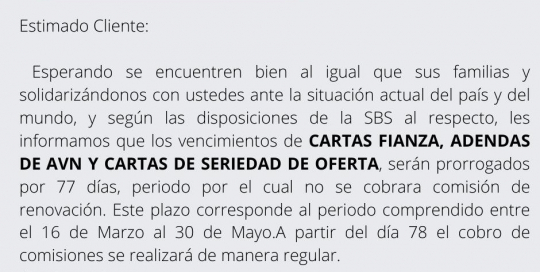 Estimado Cliente:
Esperando se encuentren bien al igual que sus familias y
solidarizándonos con ustedes ante la situación actual del país y del
mundo, y según las disposiciones de la SBS al respecto, les
informamos que los vencimientos de CARTAS FIANZA, ADENDAS
DE AVN Y CARTAS DE SERIEDAD DE OFERTA, serán prorrogados
por 77 días, periodo por el cual no se cobrara comisión de
renovación. Este plazo corresponde al periodo comprendido entre
el 16 de Marzo al 30 de Mayo.A partir del día 78 el cobro de
comisiones se realizará de manera regular.